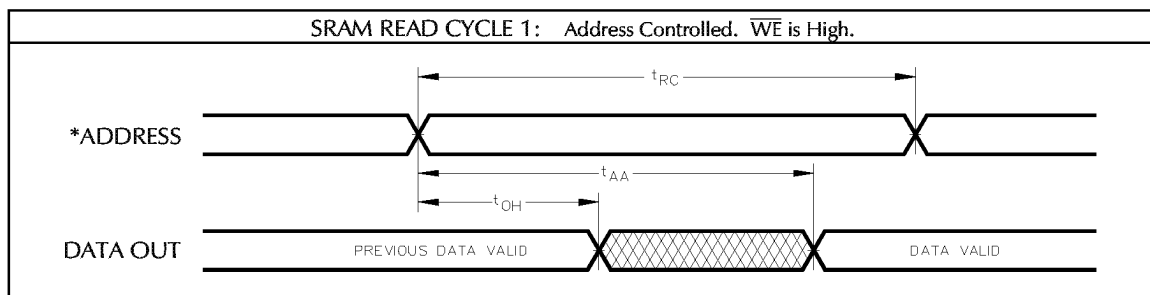 SRAM READ CYCLE 1: Address Controlled. W̅E̅ is High.
tRC
*ADDRESS
tAA
tOH
DATA OUT
PREVIOUS DATA VALID
DATA VALID